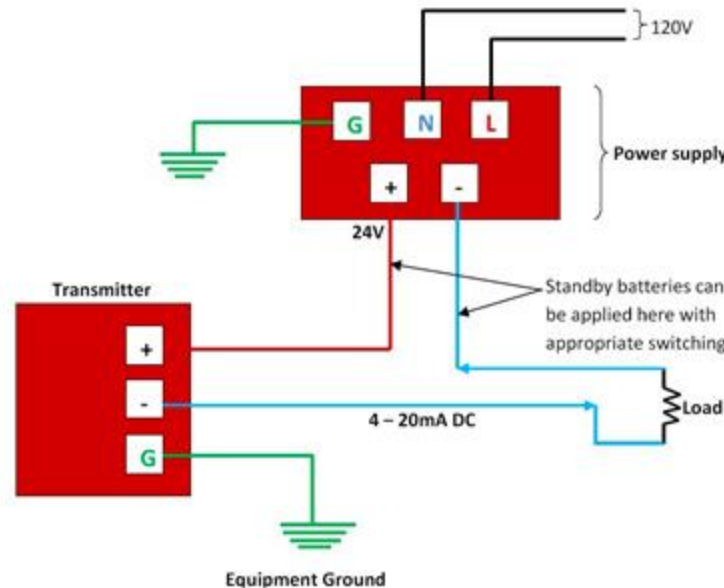 120V
G
N
L
Power supply
+
-
24V
Transmitter
Standby batteries can
be applied here with
appropriate switching
+
-
4 – 20mA DC
Load
G
Equipment Ground